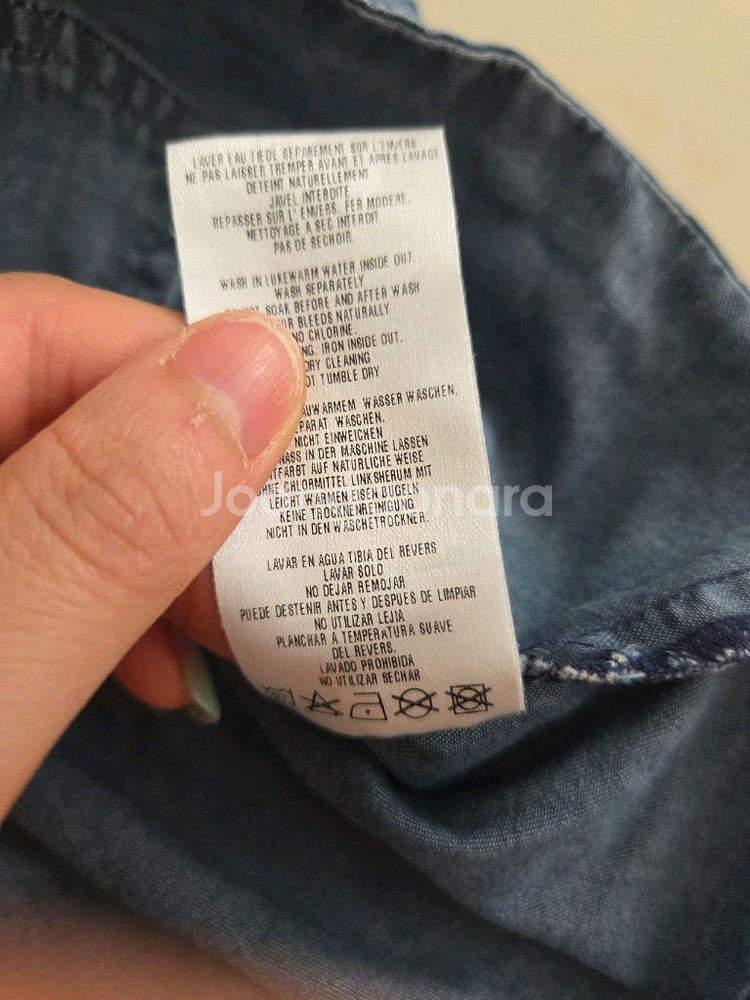 LAVER EAU TIEDE SEPAREMENT SUR L'ENVERS
NE PAS LAISSER TREMPER AVANT ET APRES LAVAGE
DETEINT NATURELLEMENT
JAVEL INTERDITE
REPASSER SUR L'ENVERS, FER MODERE.
NETTOYAGE A SEC INTERDIT
PAS DE SECHOIR.
WASH IN LUKEWARM WATER INSIDE OUT,
WASH SEPARATELY
SOAK BEFORE AND AFTER WASH
BLEEDS NATURALLY
NO CHLORINE.
IRON INSIDE OUT.
DRY CLEANING
TUMBLE DRY
WASSER WASCHEN,
WASCHEN.
NICHT EINWEICHEN
IN DER MASCHINE LASSEN
AUF NATURLICHE WEISE
CHLORMITTEL LINKSHERUM MIT
LEICHT WARMEN EISEN BUGELN
KEINE TROCKNENREINIGUNG
NICHT IN DEN WASCHETROCKNER.
LAVAR EN AGUA TIBIA DEL REVERS
LAVAR SOLO
NO DEJAR REMOJAR
PUEDE DESTENIR ANTES Y DESPUES DE LIMPIAR
NO UTILIZAR LEJIA
PLANCHAR A TEMPERATURA SUAVE
DEL REVERS.
LAVADO PROHIBIDA
NO UTILIZAR SECHAR